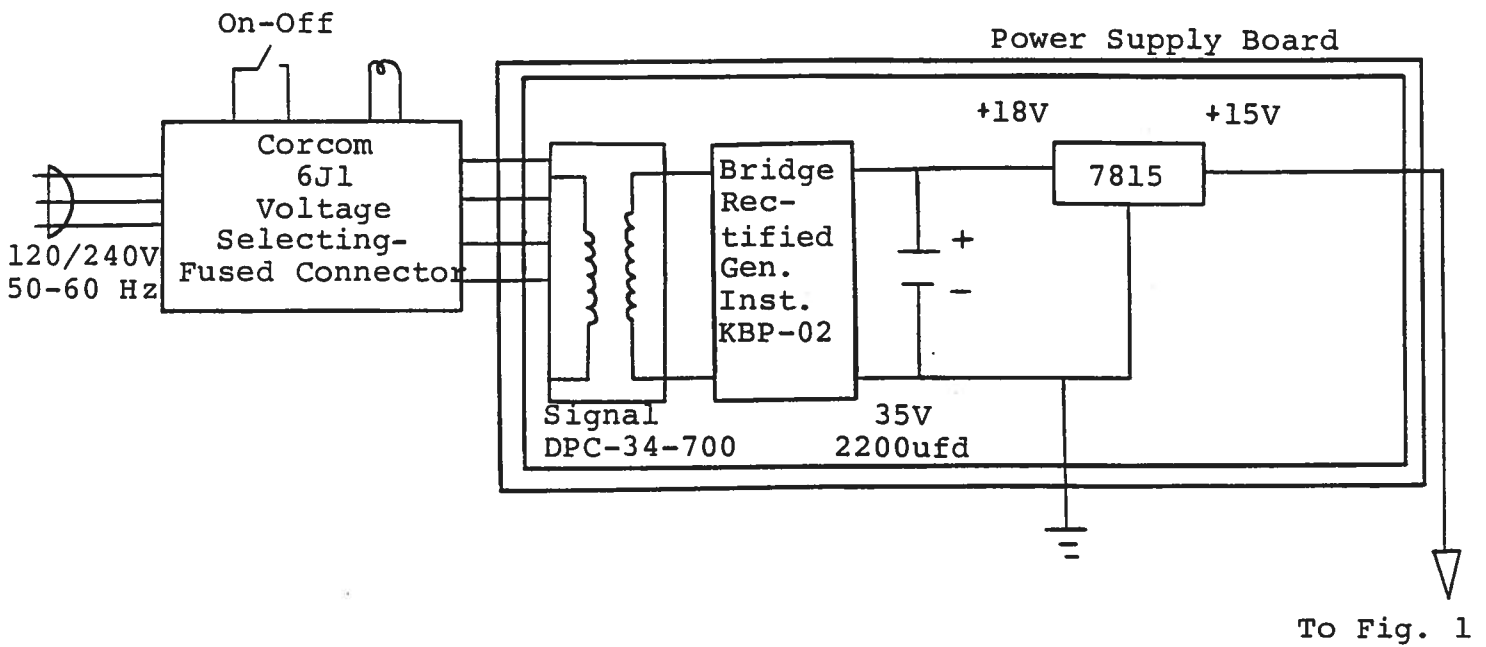 On-Off
Power Supply Board
+18V
+15V
Corcom
6J1
Voltage
Selecting-
Fused Connector
120/240V
50-60 Hz
Bridge
Rec-
tified
Gen.
Inst.
KBP-02
7815
+
-
Signal
DPC-34-700
35V
2200ufd
To Fig. 1